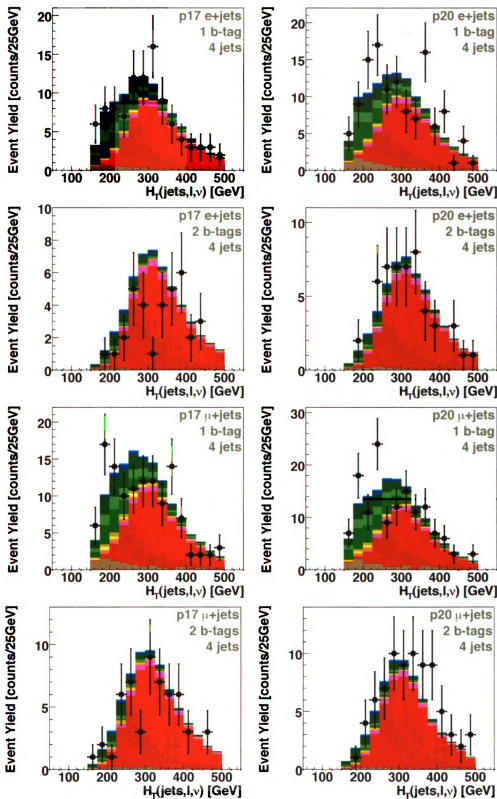 p17 e+jets
1 b-tag
4 jets
Event Yield [counts/25GeV]
20
15
10
5
0
100 200 300 400 500
H_T(jets,l,ν) [GeV]
p20 e+jets
1 b-tag
4 jets
Event Yield [counts/25GeV]
20
15
10
5
0
100 200 300 400 500
H_T(jets,l,ν) [GeV]
p17 e+jets
2 b-tags
4 jets
Event Yield [counts/25GeV]
10
8
6
4
2
0
100 200 300 400 500
H_T(jets,l,ν) [GeV]
p20 e+jets
2 b-tags
4 jets
Event Yield [counts/25GeV]
10
5
0
100 200 300 400 500
H_T(jets,l,ν) [GeV]
p17 μ+jets
1 b-tag
4 jets
Event Yield [counts/25GeV]
20
15
10
5
0
100 200 300 400 500
H_T(jets,l,ν) [GeV]
p20 μ+jets
1 b-tag
4 jets
Event Yield [counts/25GeV]
30
20
10
0
100 200 300 400 500
H_T(jets,l,ν) [GeV]
p17 μ+jets
2 b-tags
4 jets
Event Yield [counts/25GeV]
10
5
0
100 200 300 400 500
H_T(jets,l,ν) [GeV]
p20 μ+jets
2 b-tags
4 jets
Event Yield [counts/25GeV]
10
5
0
100 200 300 400 500
H_T(jets,l,ν) [GeV]